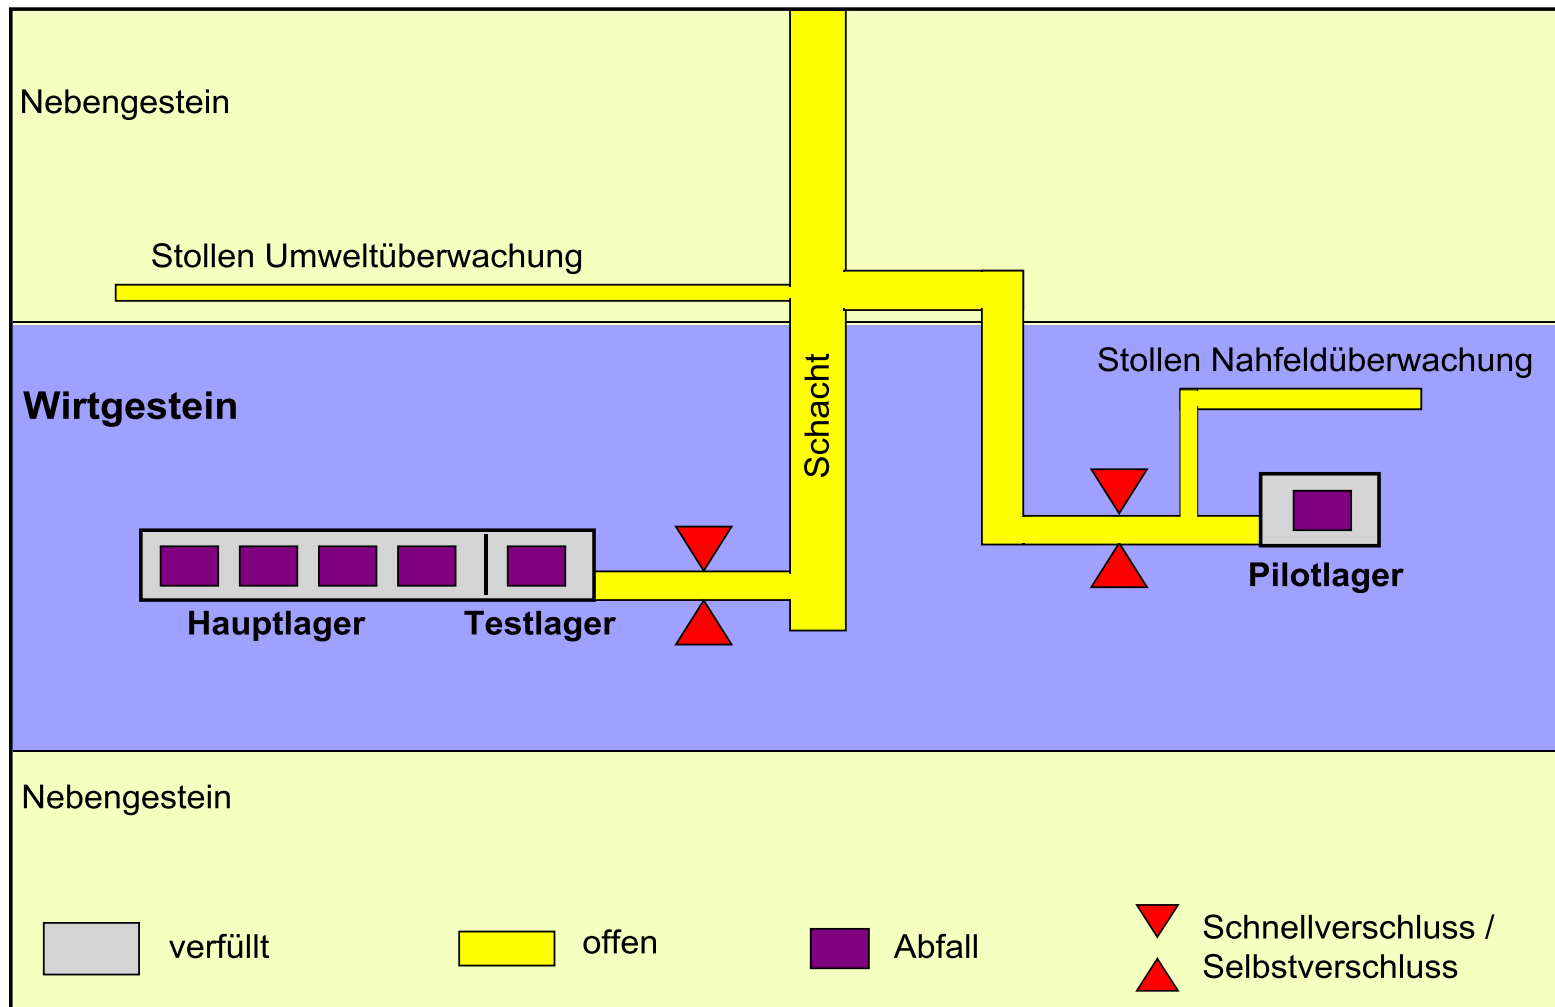 Nebengestein
Stollen Umweltüberwachung
Stollen Nahfeldüberwachung
Wirtgestein
Schacht
Pilotlager
Hauptlager
Testlager
Nebengestein
verfüllt
offen
Abfall
Schnellverschluss /
Selbstverschluss